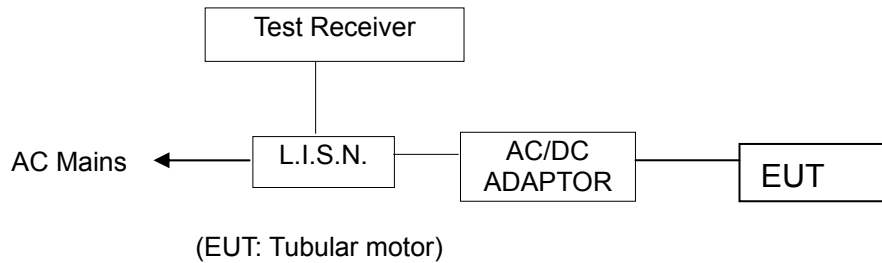 Test Receiver
AC Mains
L.I.S.N.
AC/DC
ADAPTOR
EUT
(EUT: Tubular motor)